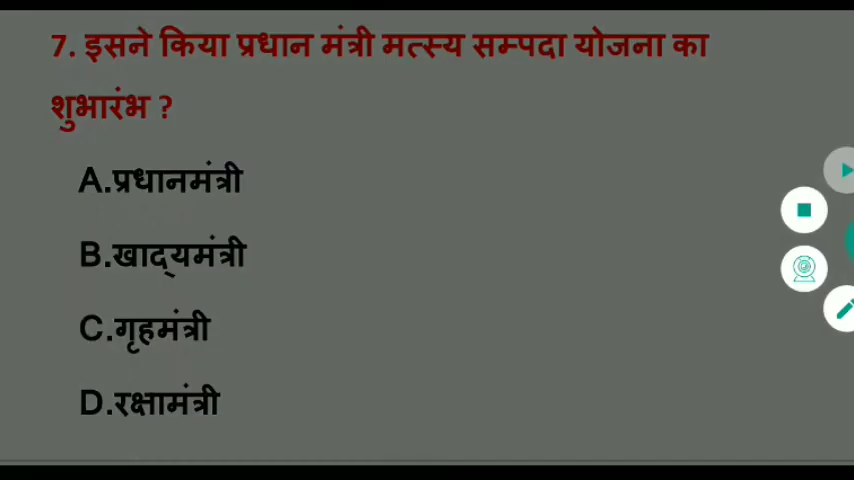 7. इसने किया प्रधान मंत्री मत्स्य सम्पदा योजना का
शुभारंभ ?
A.प्रधानमंत्री
B.खाद्यमंत्री
C.गृहमंत्री
D.रक्षामंत्री